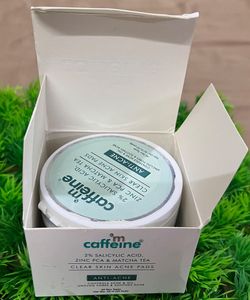 m
caffeine
2% SALICYLIC ACID,
ZINC PCA & MATCHA TEA
CLEAR SKIN ACNE PADS
ANTI-ACNE
m
caffeine
2% SALICYLIC ACID,
ZINC PCA & MATCHA TEA
CLEAR SKIN ACNE PADS
ANTI-ACNE